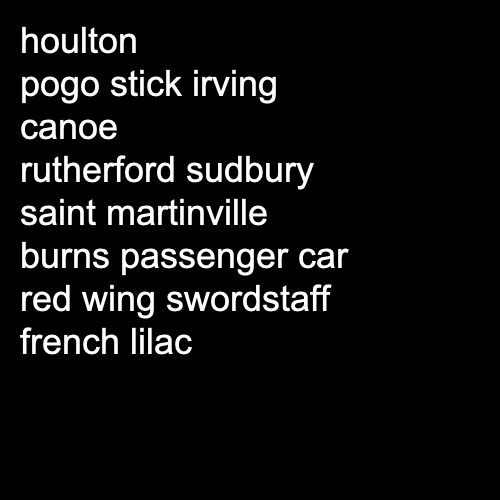 houlton
pogo stick irving
canoe
rutherford sudbury
saint martinville
burns passenger car
red wing swordstaff
french lilac